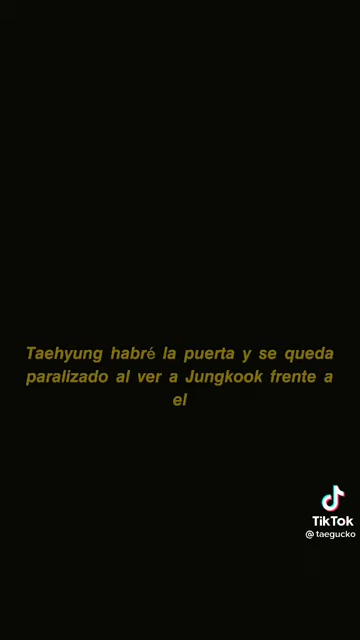 Taehyung habré la puerta y se queda
paralizado al ver a Jungkook frente a
el
TikTok
@taegucko